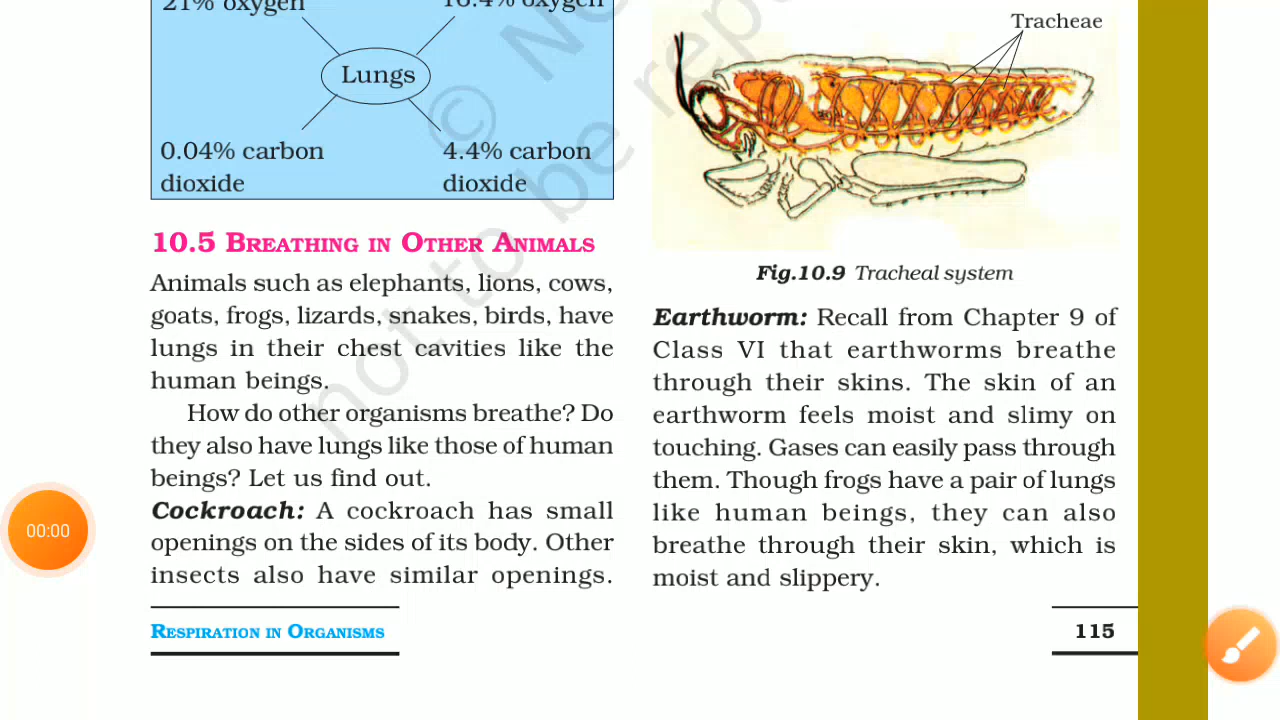 21% oxygen
16.4% oxygen
Lungs
0.04% carbon
dioxide
4.4% carbon
dioxide
10.5 BREATHING IN OTHER ANIMALS
Animals such as elephants, lions, cows,
goats, frogs, lizards, snakes, birds, have
lungs in their chest cavities like the
human beings.
How do other organisms breathe? Do
they also have lungs like those of human
beings? Let us find out.
Cockroach: A cockroach has small
openings on the sides of its body. Other
insects also have similar openings.
Tracheae
Fig.10.9 Tracheal system
Earthworm: Recall from Chapter 9 of
Class VI that earthworms breathe
through their skins. The skin of an
earthworm feels moist and slimy on
touching. Gases can easily pass through
them. Though frogs have a pair of lungs
like human beings, they can also
breathe through their skin, which is
moist and slippery.
RESPIRATION IN ORGANISMS
115
00:00
not to be
©